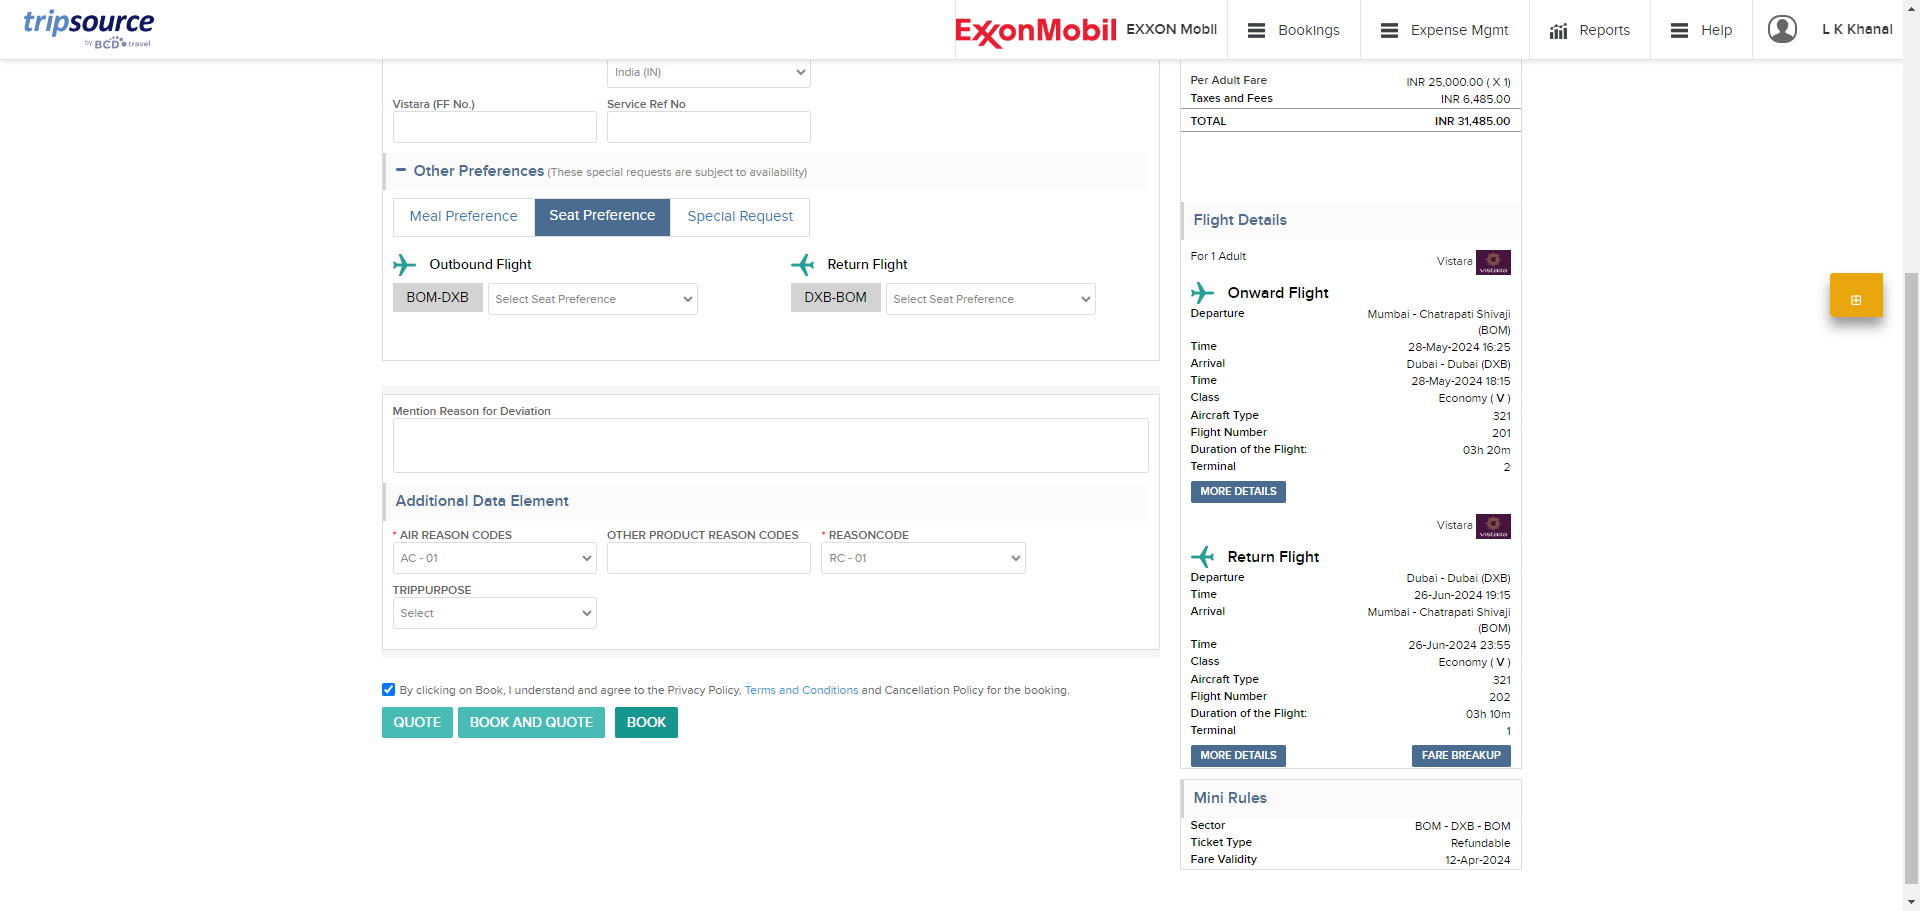 tripsource
by BCD travel
ExxonMobil EXXON Mobil
Bookings
Expense Mgmt
Reports
Help
L K Khanal
India (IN)
Vistara (FF No.)
Service Ref No
− Other Preferences (These special requests are subject to availability)
Meal Preference
Seat Preference
Special Request
Outbound Flight
Return Flight
BOM-DXB
Select Seat Preference
DXB-BOM
Select Seat Preference
Mention Reason for Deviation
Additional Data Element
* AIR REASON CODES
OTHER PRODUCT REASON CODES
* REASONCODE
AC - 01
RC - 01
TRIPPURPOSE
Select
By clicking on Book, I understand and agree to the Privacy Policy, Terms and Conditions and Cancellation Policy for the booking.
QUOTE
BOOK AND QUOTE
BOOK
Per Adult Fare INR 25,000.00 ( X 1)
Taxes and Fees INR 6,485.00
TOTAL INR 31,485.00
Flight Details
For 1 Adult
Vistara VISTARA
Onward Flight
Departure Mumbai - Chatrapati Shivaji
(BOM)
Time 28-May-2024 16:25
Arrival Dubai - Dubai (DXB)
Time 28-May-2024 18:15
Class Economy ( V )
Aircraft Type 321
Flight Number 201
Duration of the Flight: 03h 20m
Terminal 2
MORE DETAILS
Vistara VISTARA
Return Flight
Departure Dubai - Dubai (DXB)
Time 26-Jun-2024 19:15
Arrival Mumbai - Chatrapati Shivaji
(BOM)
Time 26-Jun-2024 23:55
Class Economy ( V )
Aircraft Type 321
Flight Number 202
Duration of the Flight: 03h 10m
Terminal 1
MORE DETAILS
FARE BREAKUP
Mini Rules
Sector BOM - DXB - BOM
Ticket Type Refundable
Fare Validity 12-Apr-2024